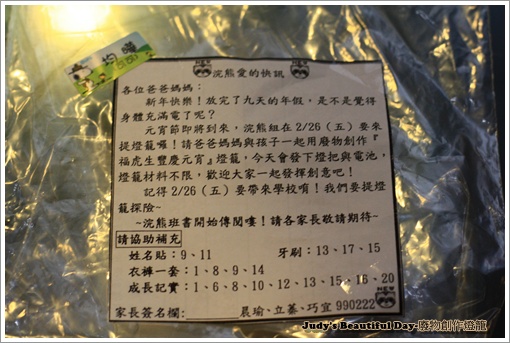 浣熊愛的快訊
各位爸爸媽媽：
新年快樂！放完了九天的年假，是不是覺得
身體充滿電了呢？
元宵節即將到來，浣熊組在2/26（五）要來
提燈籠囉！請爸爸媽媽與孩子一起用廢物創作『
福虎生豐慶元宵』燈籠，今天會發下燈把與電池，
燈籠材料不限，歡迎大家一起發揮創意吧！
記得2/26（五）要帶來學校唷！我們要提燈
籠探險~
~浣熊班書開始傳閱嘍！請各家長敬請期待~
請協助補充
姓名貼：9、11 牙刷：13、17、15
衣褲一套：1、8、9、14
成長記實：1、6、8、10、12、13、15、16、20
家長簽名欄： 晨瑜、立蓁、巧宜 990222
Judy's Beautiful Day-廢物創作燈籠